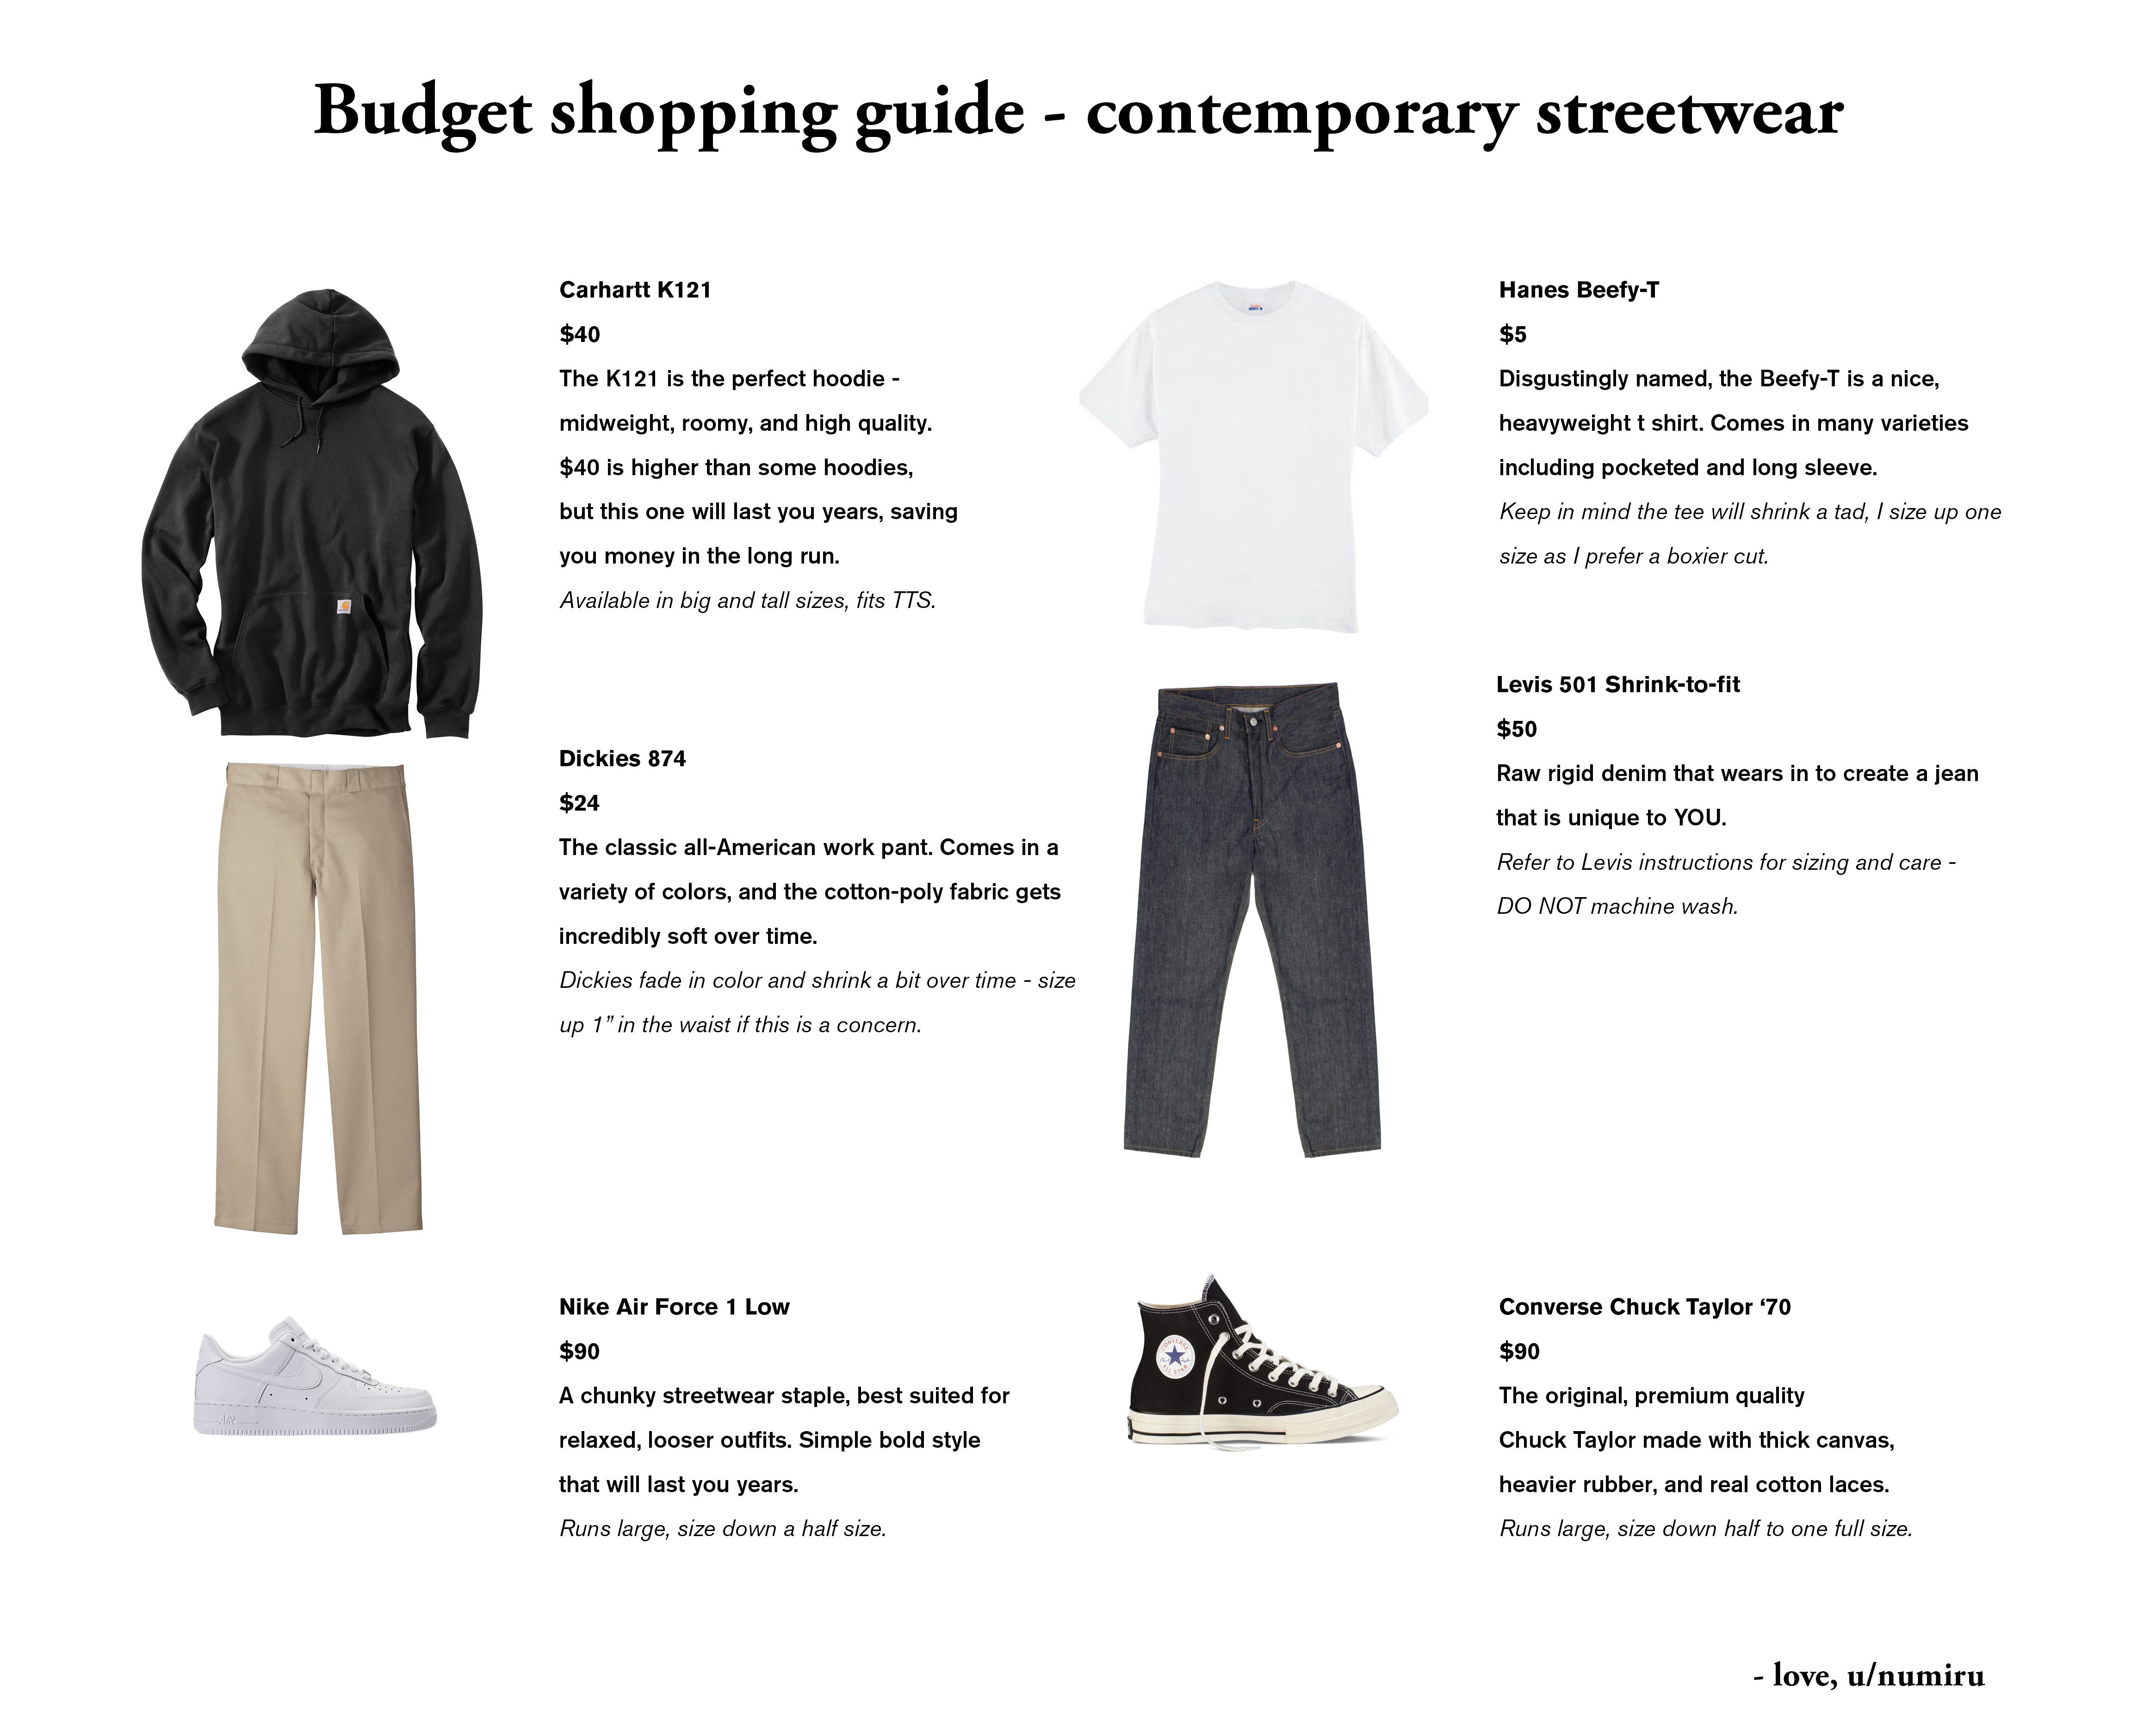 Budget shopping guide - contemporary streetwear
Carhartt K121
$40
The K121 is the perfect hoodie -
midweight, roomy, and high quality.
$40 is higher than some hoodies,
but this one will last you years, saving
you money in the long run.
Available in big and tall sizes, fits TTS.
Hanes Beefy-T
$5
Disgustingly named, the Beefy-T is a nice,
heavyweight t shirt. Comes in many varieties
including pocketed and long sleeve.
Keep in mind the tee will shrink a tad, I size up one
size as I prefer a boxier cut.
Dickies 874
$24
The classic all-American work pant. Comes in a
variety of colors, and the cotton-poly fabric gets
incredibly soft over time.
Dickies fade in color and shrink a bit over time - size
up 1” in the waist if this is a concern.
Levis 501 Shrink-to-fit
$50
Raw rigid denim that wears in to create a jean
that is unique to YOU.
Refer to Levis instructions for sizing and care -
DO NOT machine wash.
Nike Air Force 1 Low
$90
A chunky streetwear staple, best suited for
relaxed, looser outfits. Simple bold style
that will last you years.
Runs large, size down a half size.
AIR
Converse Chuck Taylor ‘70
$90
The original, premium quality
Chuck Taylor made with thick canvas,
heavier rubber, and real cotton laces.
Runs large, size down half to one full size.
CONVERSE
ALL STAR
- love, u/numiru